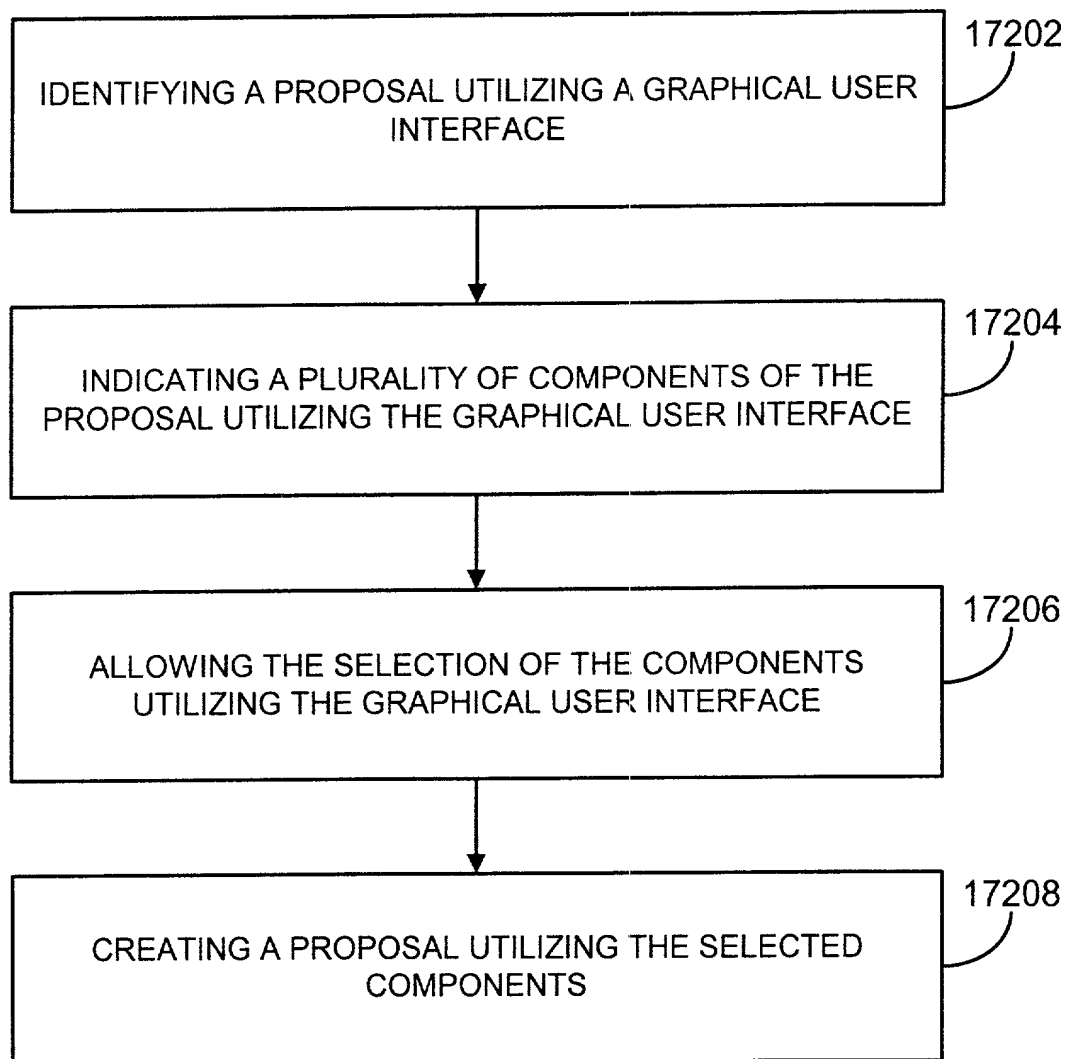 17202
IDENTIFYING A PROPOSAL UTILIZING A GRAPHICAL USER
INTERFACE
17204
INDICATING A PLURALITY OF COMPONENTS OF THE
PROPOSAL UTILIZING THE GRAPHICAL USER INTERFACE
17206
ALLOWING THE SELECTION OF THE COMPONENTS
UTILIZING THE GRAPHICAL USER INTERFACE
17208
CREATING A PROPOSAL UTILIZING THE SELECTED
COMPONENTS